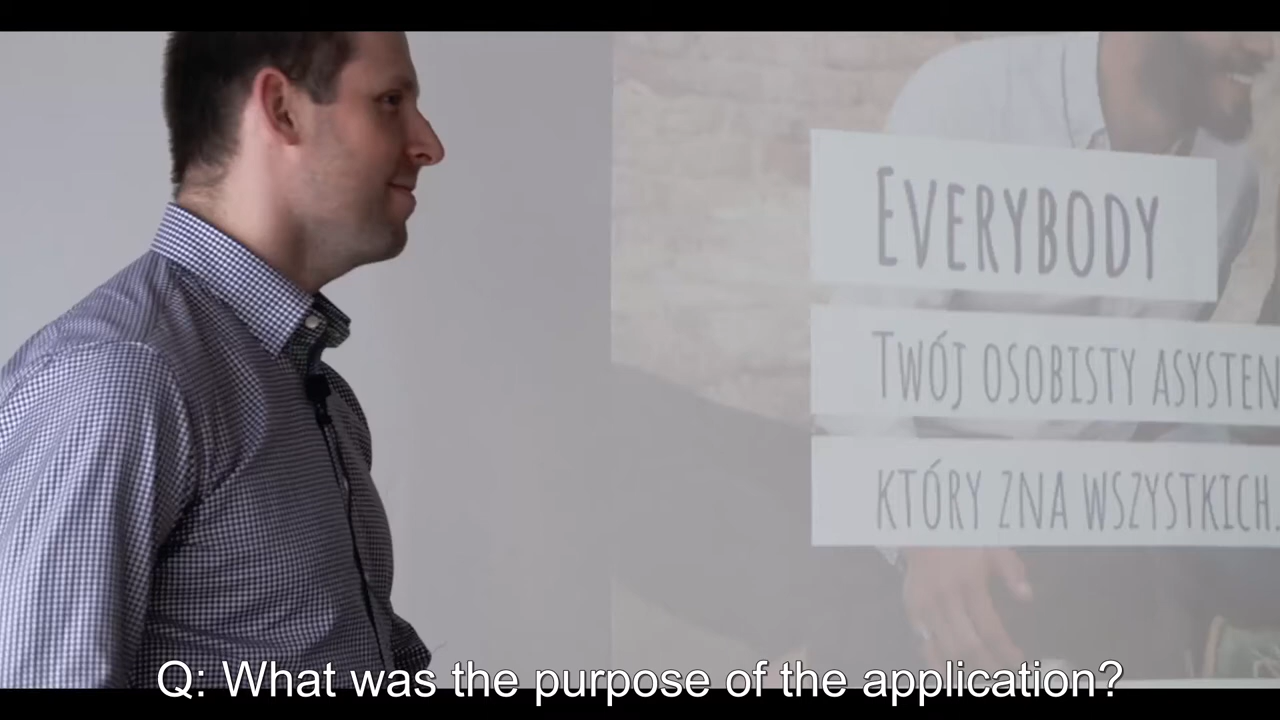 EVERYBODY
TWÓJ OSOBISTY ASYSTEN
KTÓRY ZNA WSZYSTKICH.
Q: What was the purpose of the application?